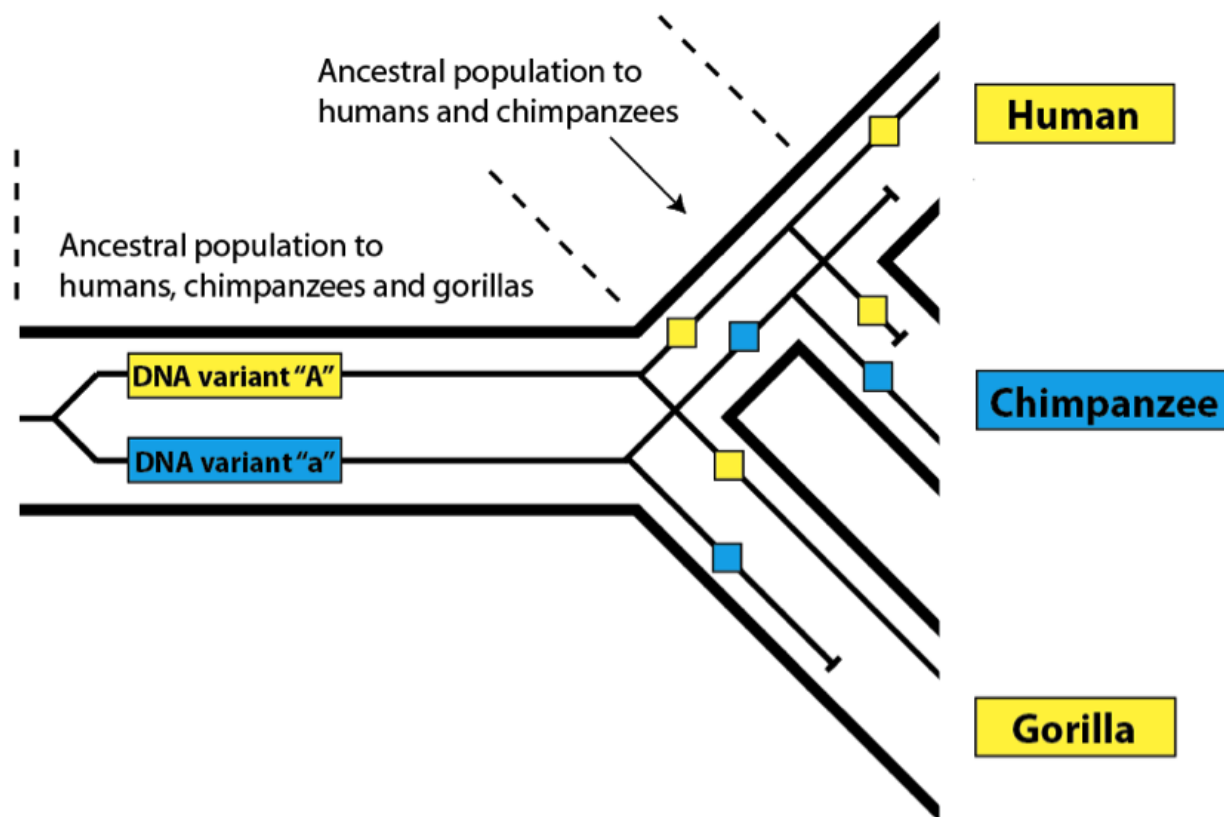 Ancestral population to
humans and chimpanzees
Human
Ancestral population to
humans, chimpanzees and gorillas
DNA variant “A”
Chimpanzee
DNA variant “a”
Gorilla